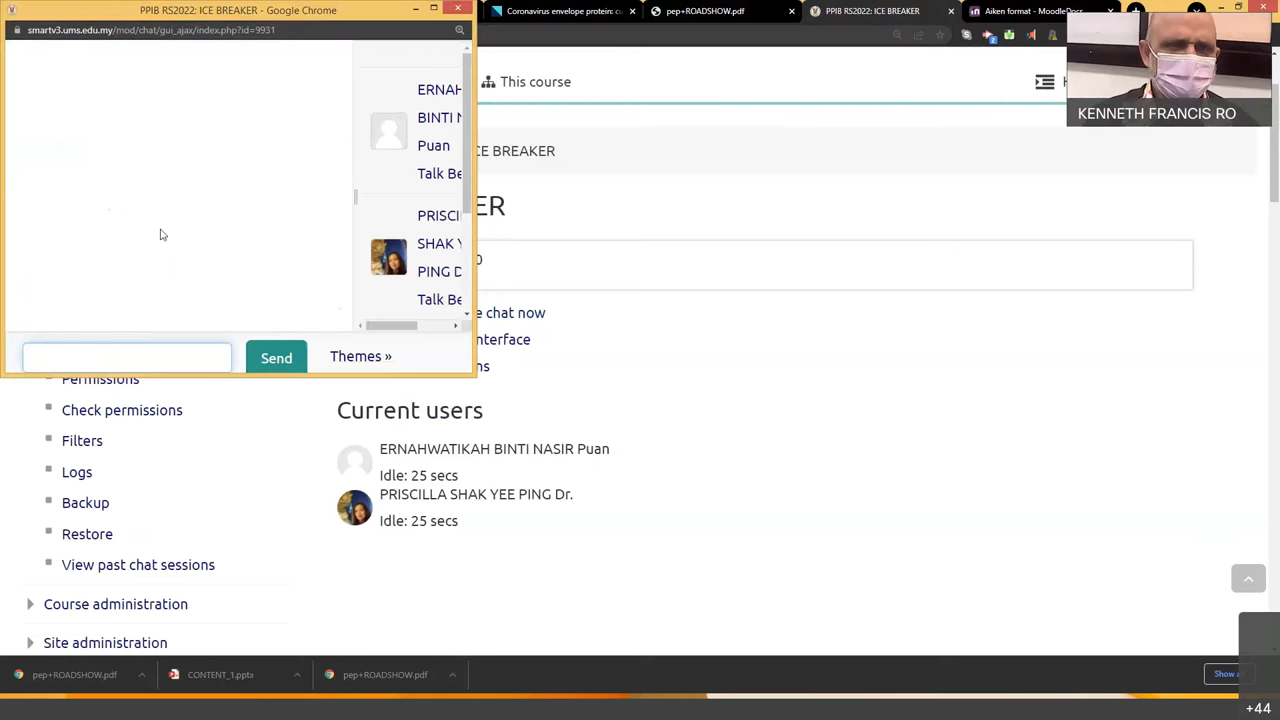 PPIB RS2022: ICE BREAKER - Google Chrome
Coronavirus envelope protein: cu
pep+ROADSHOW.pdf
PPIB RS2022: ICE BREAKER
Aiken format - MoodleDocs
smartv3.ums.edu.my/mod/chat/gui_ajax/index.php?id=9931
This course
KENNETH FRANCIS RO
ERNAH
BINTI N
Puan
Talk Be
ICE BREAKER
PRISCI
SHAK Y
PING D
Talk Be
ER
0
e chat now
nterface
ns
Send
Themes »
Permissions
Check permissions
Filters
Logs
Backup
Restore
View past chat sessions
Course administration
Site administration
Current users
ERNAHWATIKAH BINTI NASIR Puan
Idle: 25 secs
PRISCILLA SHAK YEE PING Dr.
Idle: 25 secs
pep+ROADSHOW.pdf
CONTENT_1.pptx
pep+ROADSHOW.pdf
Show a
+44